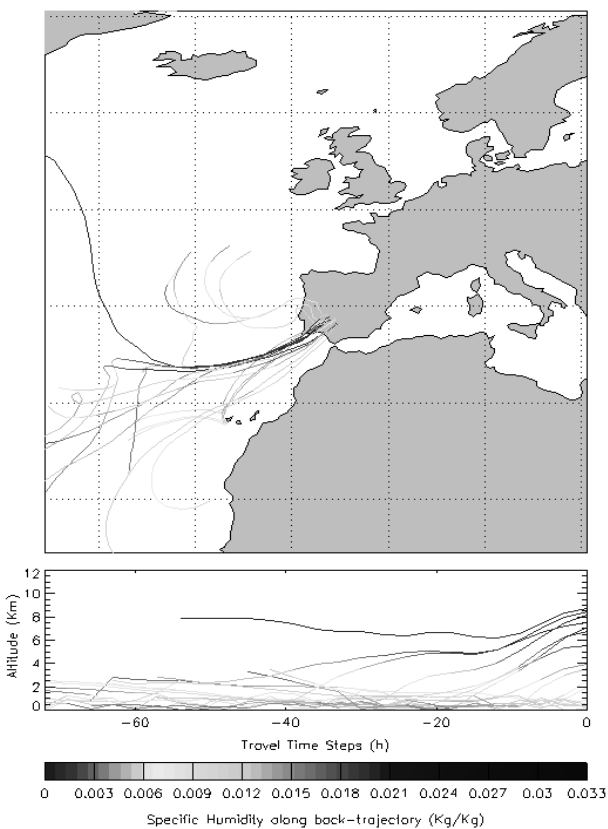 12
10
8
6
4
2
0
Altitude (Km)
−60 −40 −20 0
Travel Time Steps (h)
0 0.003 0.006 0.009 0.012 0.015 0.018 0.021 0.024 0.027 0.03 0.033
Specific Humidity along back−trajectory (Kg/Kg)